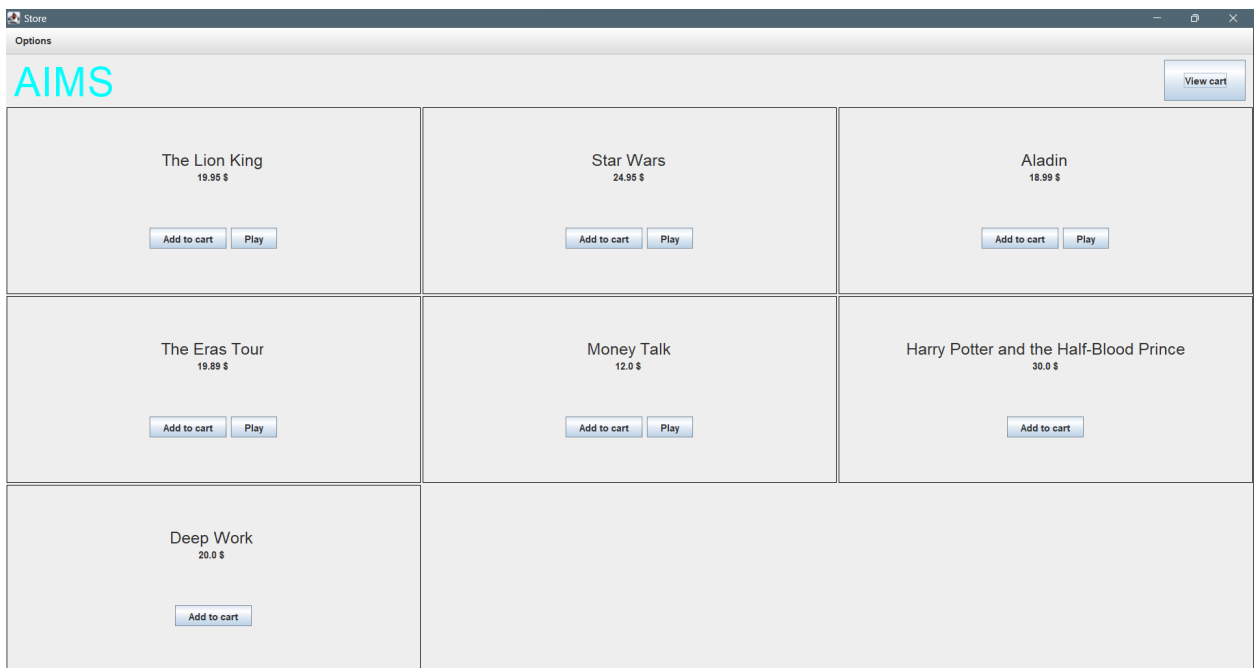 Store
Options
AIMS
View cart
The Lion King
19.95 $
Add to cart
Play
Star Wars
24.95 $
Add to cart
Play
Aladin
18.99 $
Add to cart
Play
The Eras Tour
19.89 $
Add to cart
Play
Money Talk
12.0 $
Add to cart
Play
Harry Potter and the Half-Blood Prince
30.0 $
Add to cart
Deep Work
20.0 $
Add to cart